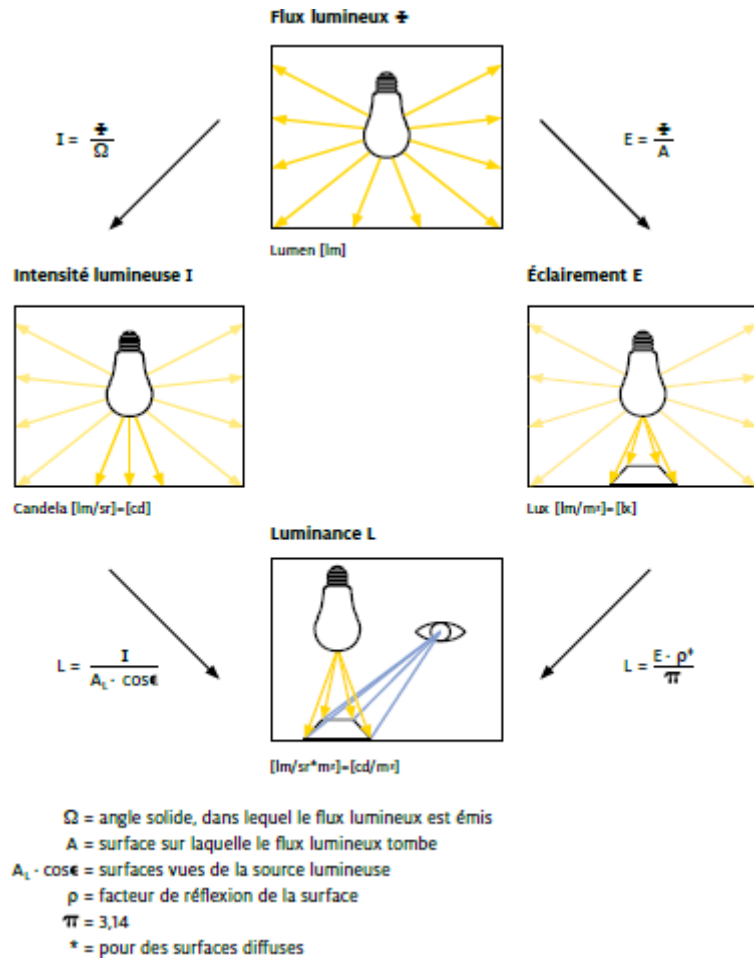 Flux lumineux Φ
I = Φ / Ω
E = Φ / A
Lumen [lm]
Intensité lumineuse I
Éclairement E
Candela [lm/sr]=[cd]
Lux [lm/m²]=[lx]
Luminance L
L = I / (A_L · cosϵ)
L = E · ρ* / π
[lm/sr*m²]=[cd/m²]
Ω = angle solide, dans lequel le flux lumineux est émis
A = surface sur laquelle le flux lumineux tombe
A_L · cosϵ = surfaces vues de la source lumineuse
ρ = facteur de réflexion de la surface
π = 3,14
* = pour des surfaces diffuses